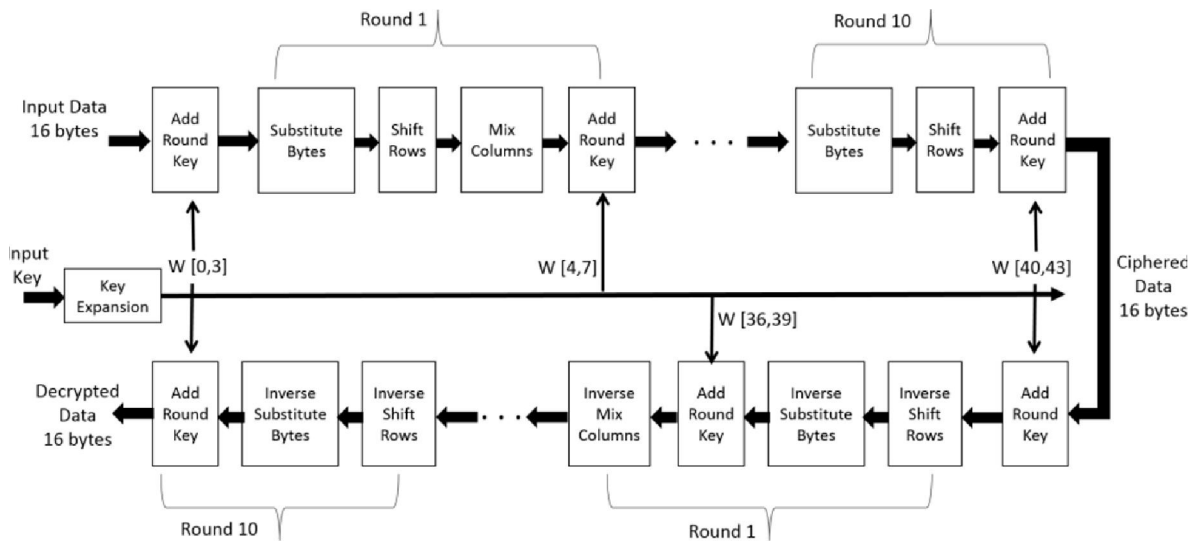 Round 1
Round 10
Input Data
16 bytes
Add
Round
Key
Substitute
Bytes
Shift
Rows
Mix
Columns
Add
Round
Key
. . .
Substitute
Bytes
Shift
Rows
Add
Round
Key
Input
Key
Key
Expansion
W [0,3]
W [4,7]
W [36,39]
W [40,43]
Ciphered
Data
16 bytes
Decrypted
Data
16 bytes
Add
Round
Key
Inverse
Substitute
Bytes
Inverse
Shift
Rows
. . .
Inverse
Mix
Columns
Add
Round
Key
Inverse
Substitute
Bytes
Inverse
Shift
Rows
Add
Round
Key
Round 10
Round 1